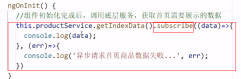 ngOnInit() {
//组件初始化完成后，调用底层服务，获取首页需要展示的数据
this.productService.getIndexData().subscribe((data)=>{
console.log(data);
}, (err)=>{
console.log('异步请求首页商品数据失败...', err);
})